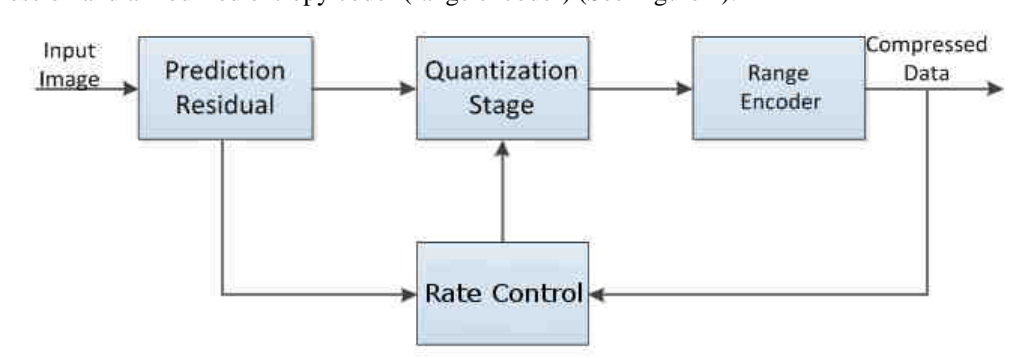 Input
Image
Prediction
Residual
Quantization
Stage
Range
Encoder
Compressed
Data
Rate Control